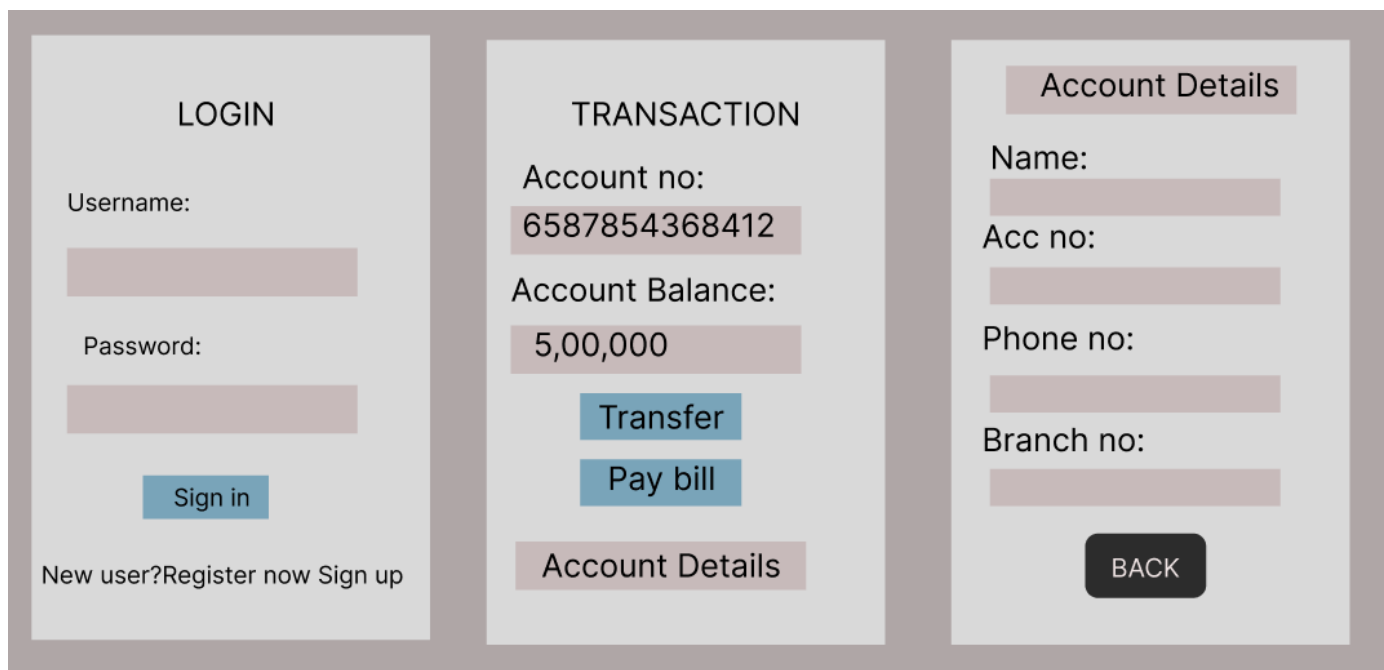 LOGIN
Username:
Password:
Sign in
New user?Register now Sign up
TRANSACTION
Account no:
6587854368412
Account Balance:
5,00,000
Transfer
Pay bill
Account Details
Account Details
Name:
Acc no:
Phone no:
Branch no:
BACK